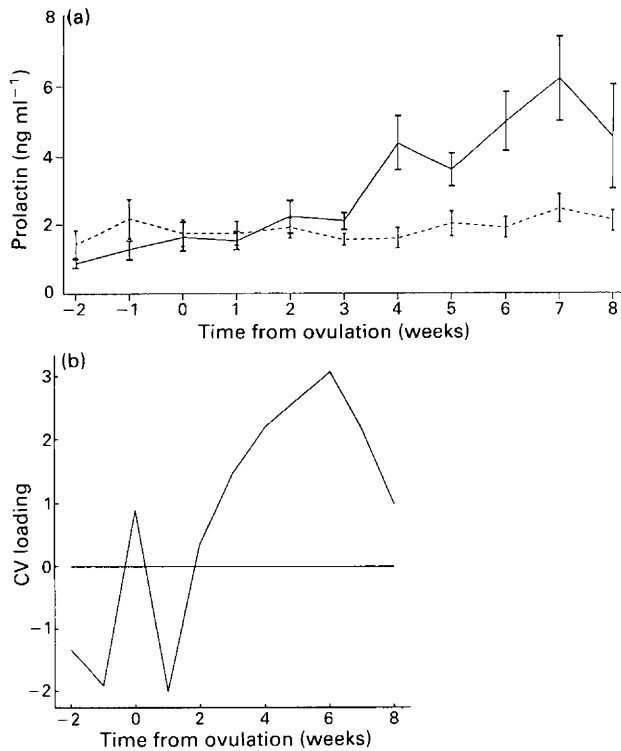 (a)
8
6
4
2
0
Prolactin (ng ml⁻¹)
−2 −1 0 1 2 3 4 5 6 7 8
Time from ovulation (weeks)
(b)
3
2
1
0
−1
−2
CV loading
−2 0 2 4 6 8
Time from ovulation (weeks)